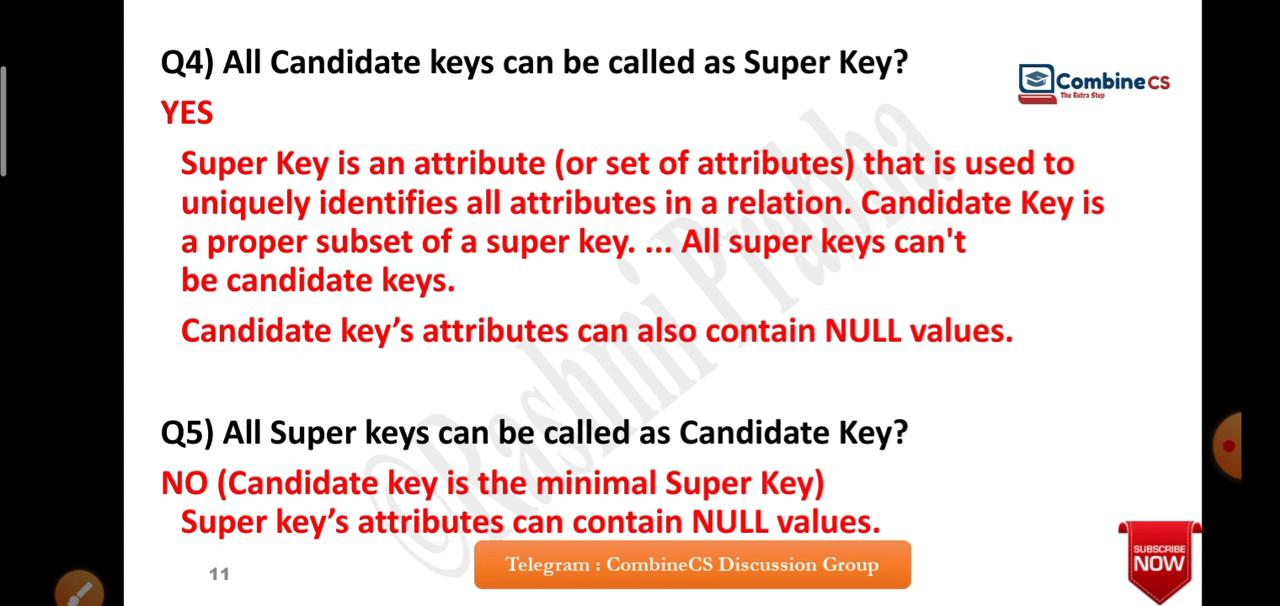 Q4) All Candidate keys can be called as Super Key?
CombineCS
The Extra Step
YES
Super Key is an attribute (or set of attributes) that is used to
uniquely identifies all attributes in a relation. Candidate Key is
a proper subset of a super key. ... All super keys can't
be candidate keys.
Candidate key’s attributes can also contain NULL values.
©Rashmi Prabha
Q5) All Super keys can be called as Candidate Key?
NO (Candidate key is the minimal Super Key)
Super key’s attributes can contain NULL values.
Telegram : CombineCS Discussion Group
SUBSCRIBE
NOW
11